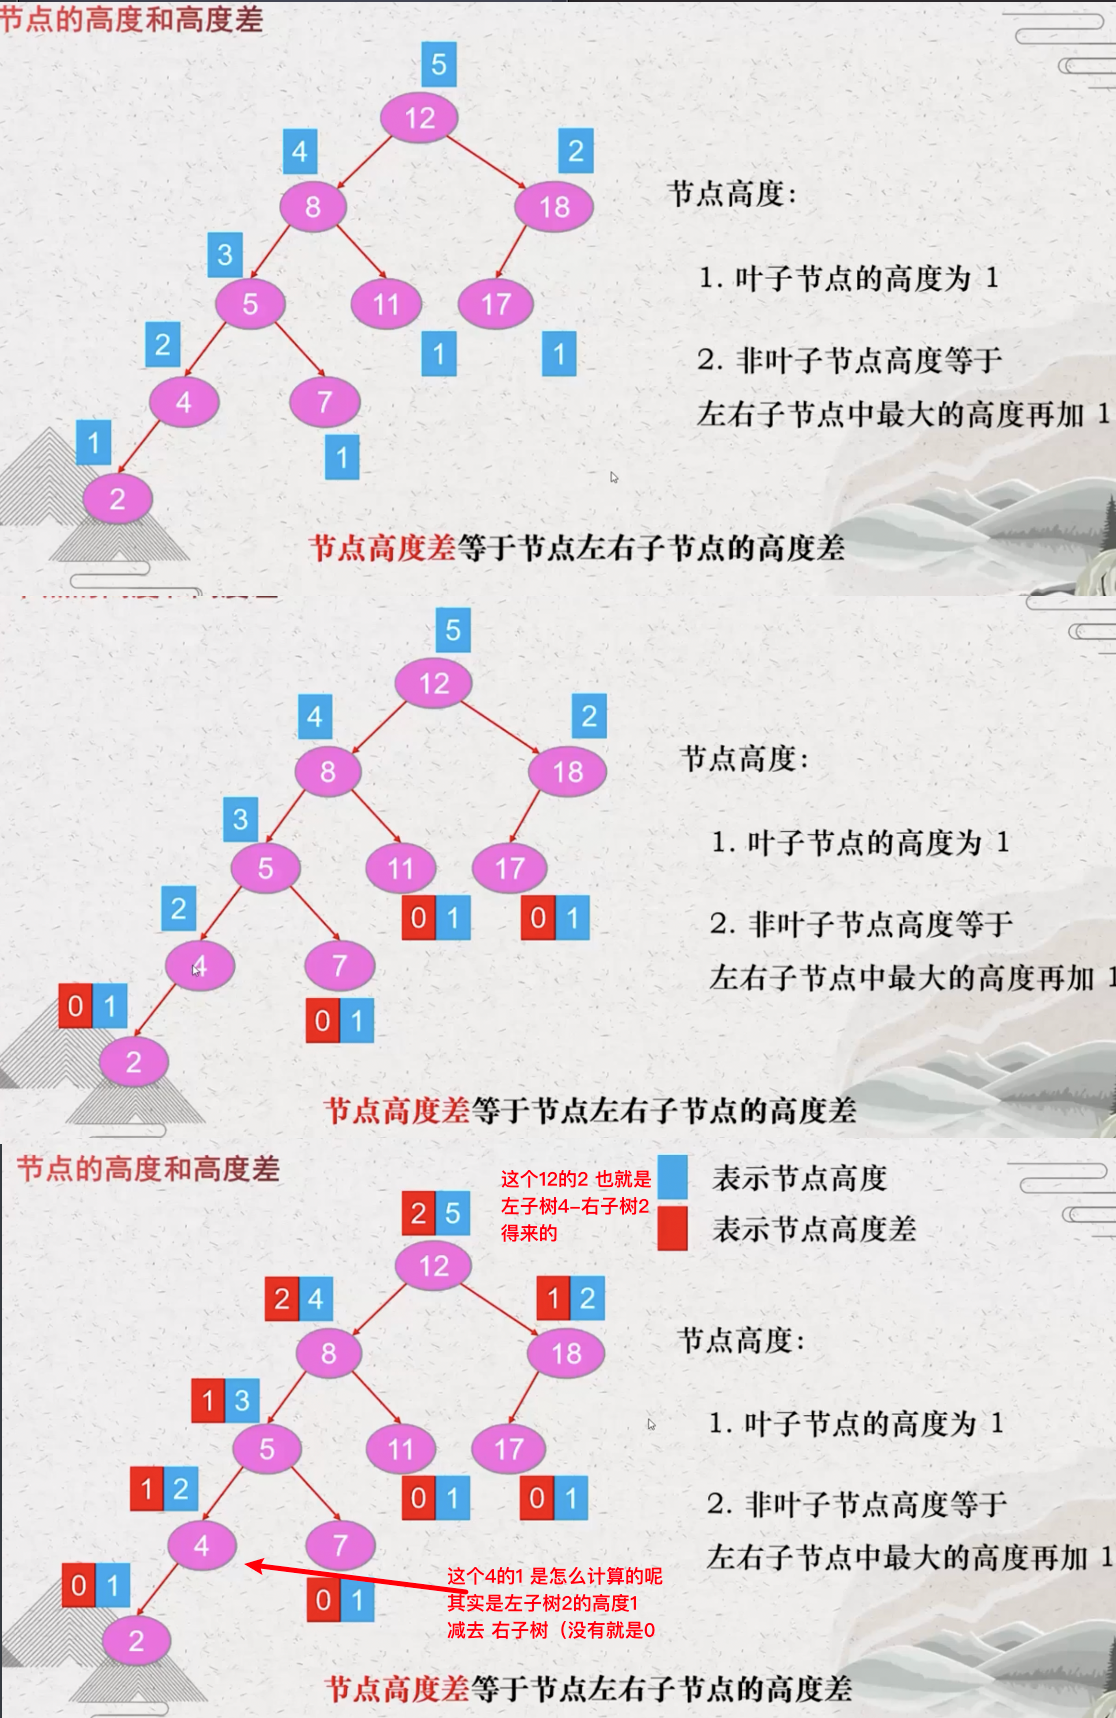 节点的高度和高度差
5
12
4
2
8
18
节点高度:
3
5
11
17
1. 叶子节点的高度为 1
2
1
1
2. 非叶子节点高度等于
4
7
左右子节点中最大的高度再加 1
1
1
2
节点高度差等于节点左右子节点的高度差
5
12
4
2
8
18
节点高度:
3
5
11
17
1. 叶子节点的高度为 1
2
0 1
0 1
2. 非叶子节点高度等于
4
7
左右子节点中最大的高度再加 1
0 1
0 1
2
节点高度差等于节点左右子节点的高度差
节点的高度和高度差
这个12的2 也就是
左子树4-右子树2
得来的
表示节点高度
表示节点高度差
2 5
12
2 4
1 2
8
18
节点高度:
1 3
5
11
17
1. 叶子节点的高度为 1
1 2
0 1
0 1
2. 非叶子节点高度等于
4
7
左右子节点中最大的高度再加 1
0 1
0 1
这个4的1 是怎么计算的呢
其实是左子树2的高度1
减去 右子树（没有就是0
2
节点高度差等于节点左右子节点的高度差